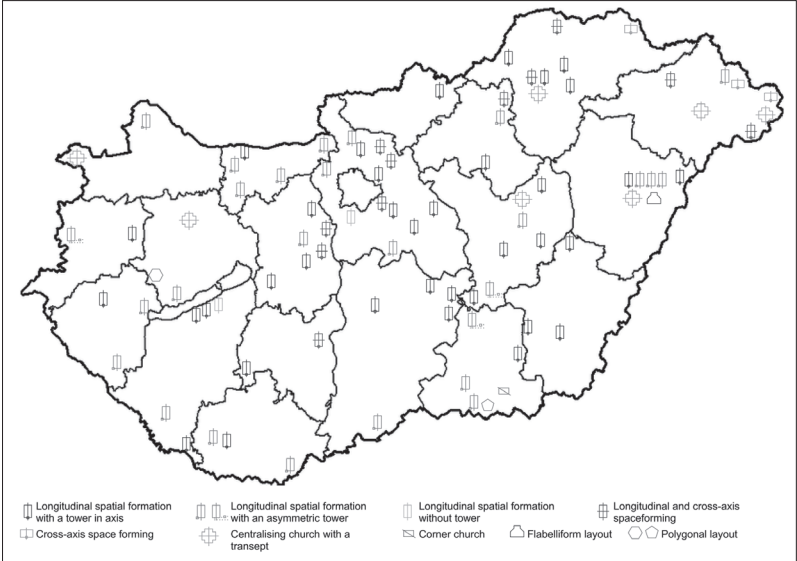 Longitudinal spatial formation
with a tower in axis
Longitudinal spatial formation
with an asymmetric tower
Longitudinal spatial formation
without tower
Longitudinal and cross-axis
spaceforming
Cross-axis space forming
Centralising church with a
transept
Corner church
Flabelliform layout
Polygonal layout